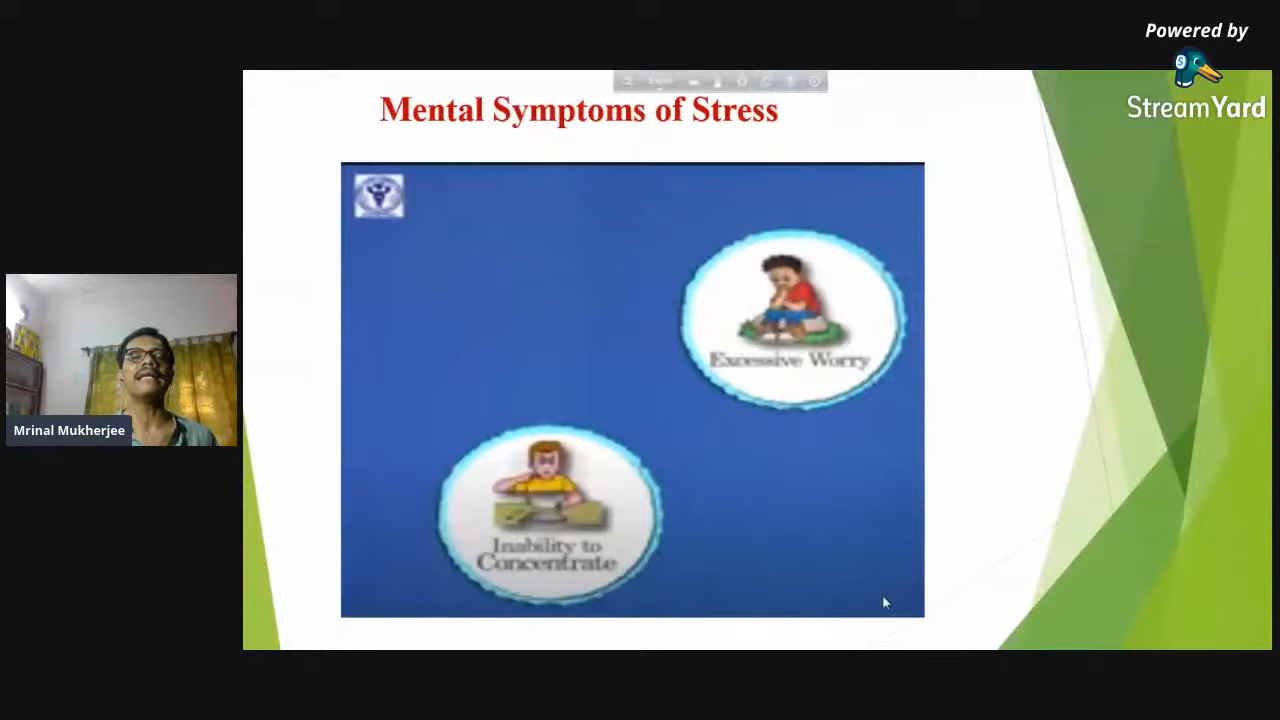 Powered by
StreamYard
Mental Symptoms of Stress
Excessive Worry
Inability to
Concentrate
Mrinal Mukherjee